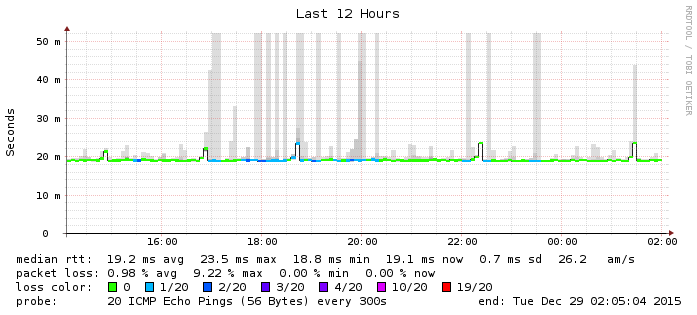 Last 12 Hours
RRDTOOL / TOBI OETIKER
Seconds
50 m
40 m
30 m
20 m
10 m
0
16:00 18:00 20:00 22:00 00:00 02:00
median rtt: 19.2 ms avg 23.5 ms max 18.8 ms min 19.1 ms now 0.7 ms sd 26.2 am/s
packet loss: 0.98 % avg 9.22 % max 0.00 % min 0.00 % now
loss color: 0 1/20 2/20 3/20 4/20 10/20 19/20
probe: 20 ICMP Echo Pings (56 Bytes) every 300s end: Tue Dec 29 02:05:04 2015